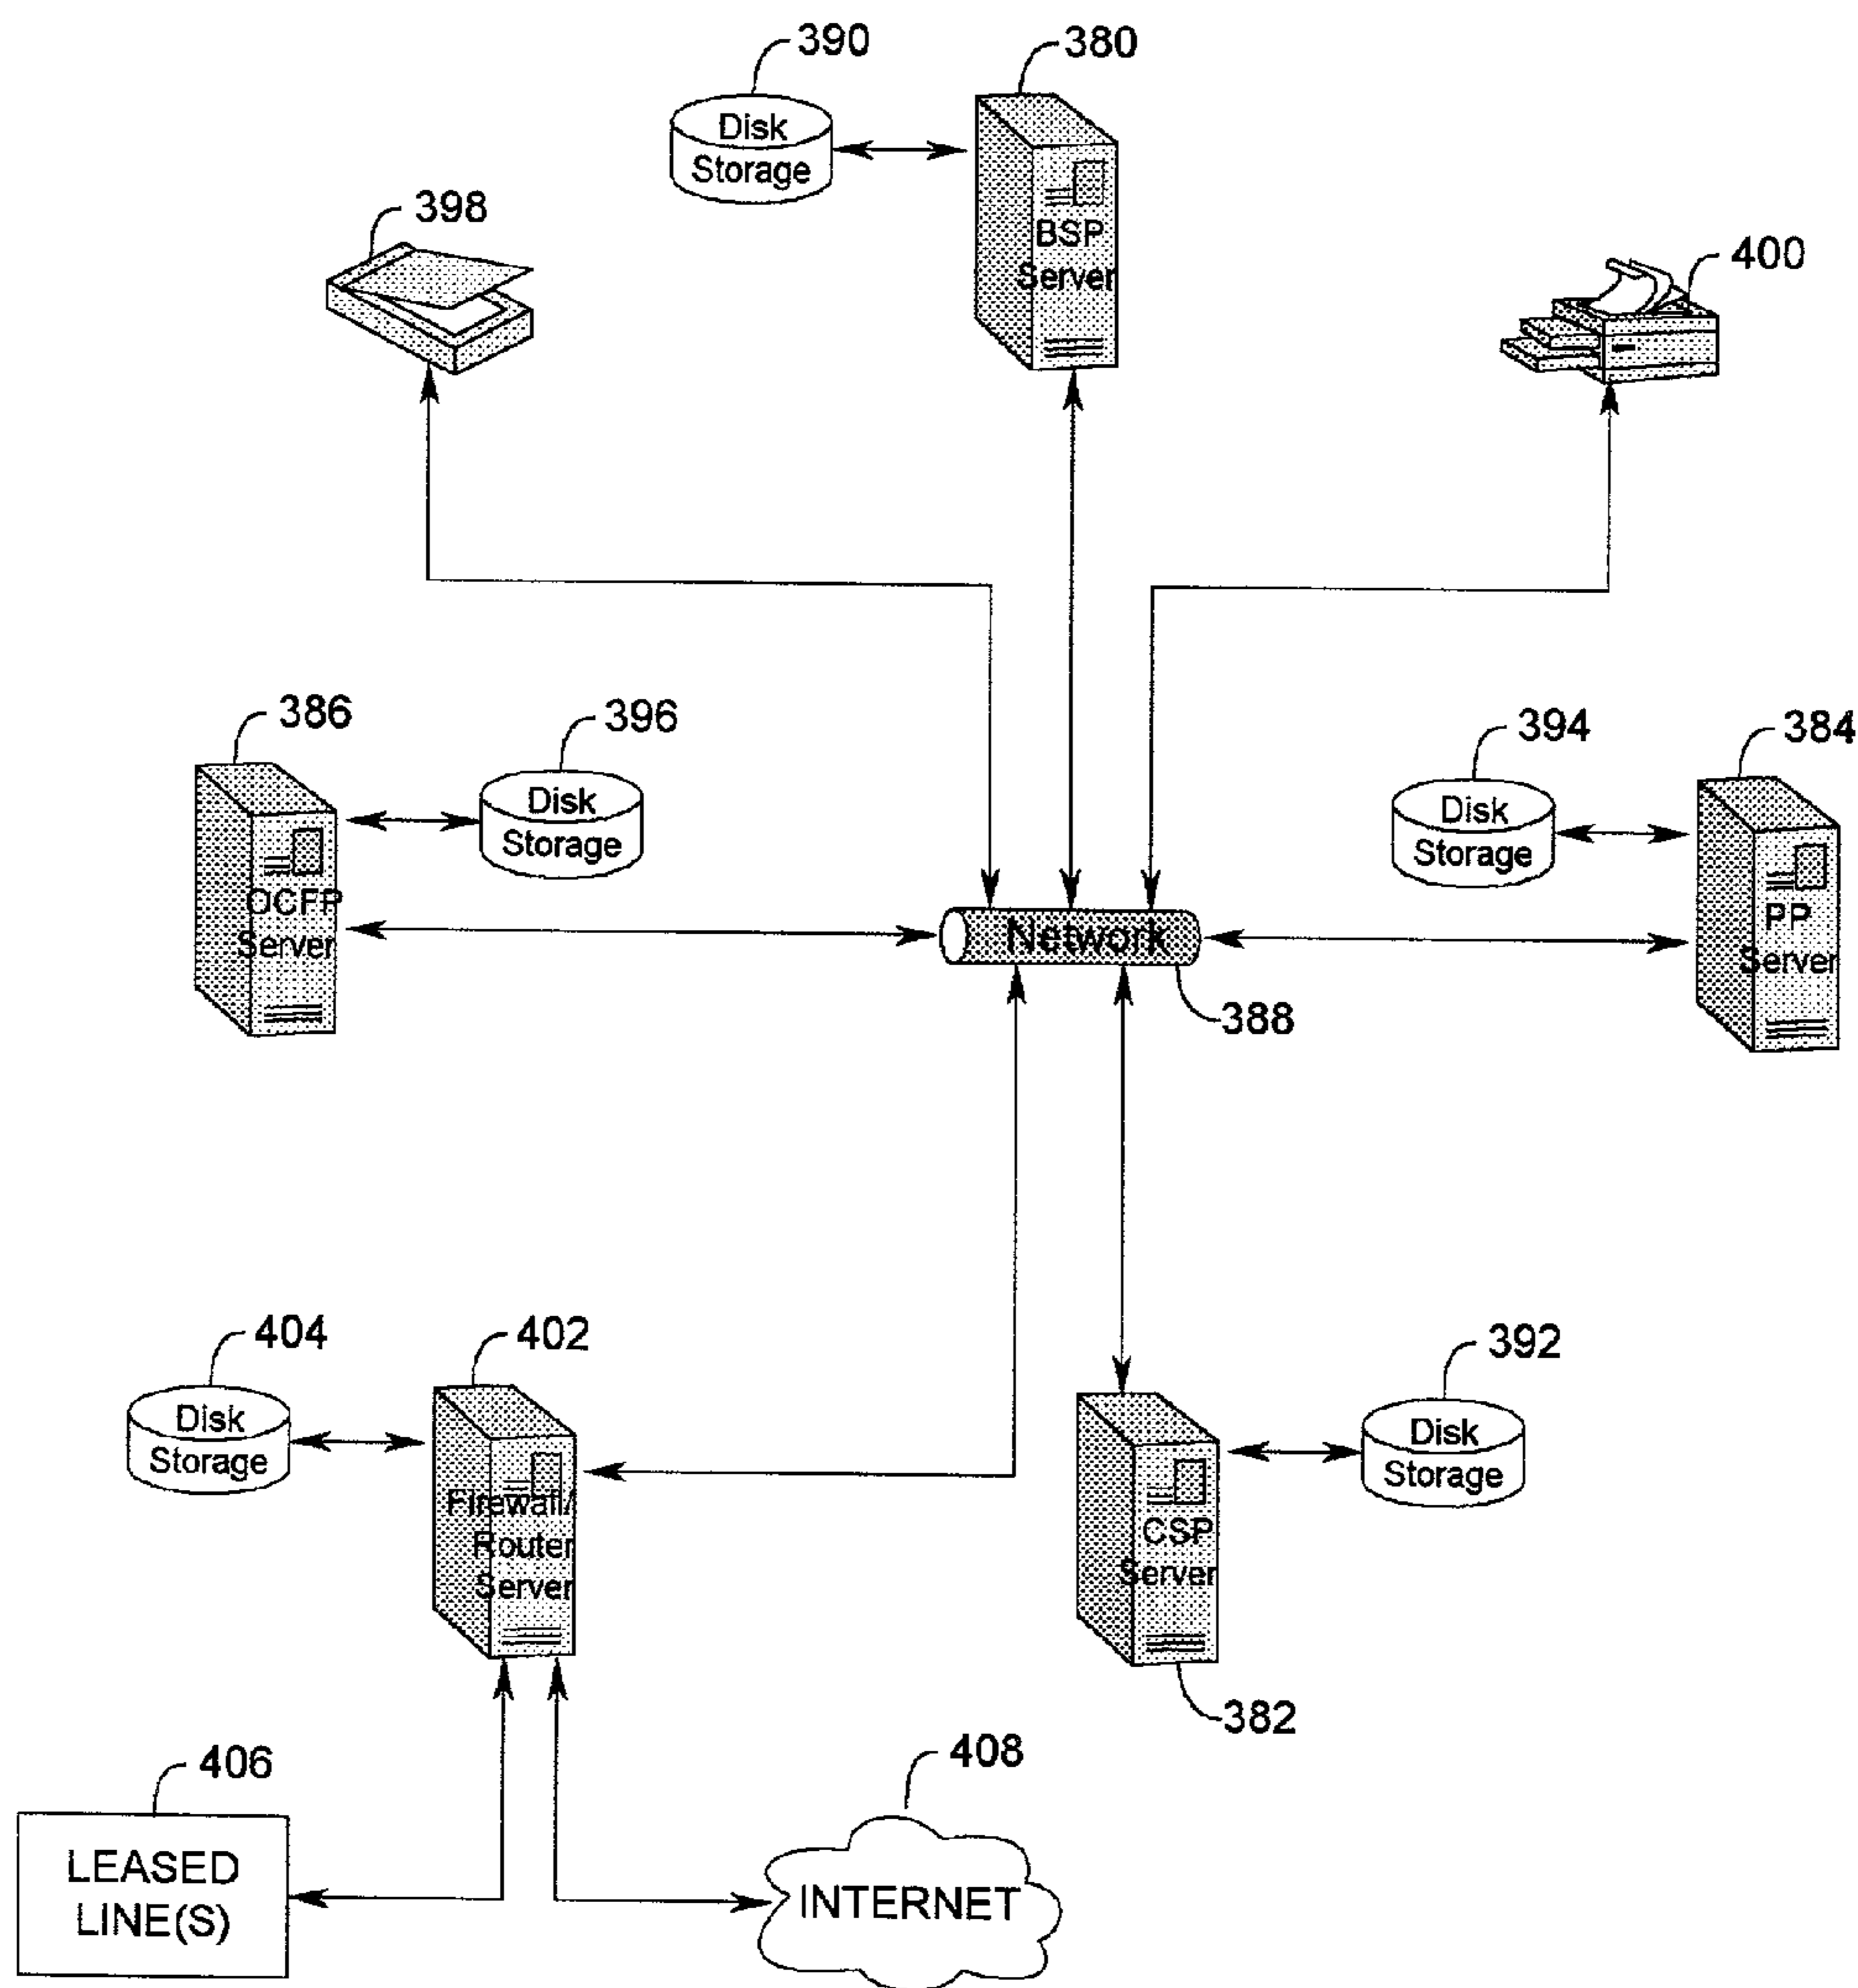 390
380
Disk
Storage
BSP
Server
398
400
386
396
394
384
Disk
Storage
Disk
Storage
OCFP
Server
Network
PP
Server
388
404
402
392
Disk
Storage
Disk
Storage
Firewall/
Router
Server
CSP
Server
382
406
408
LEASED
LINE(S)
INTERNET